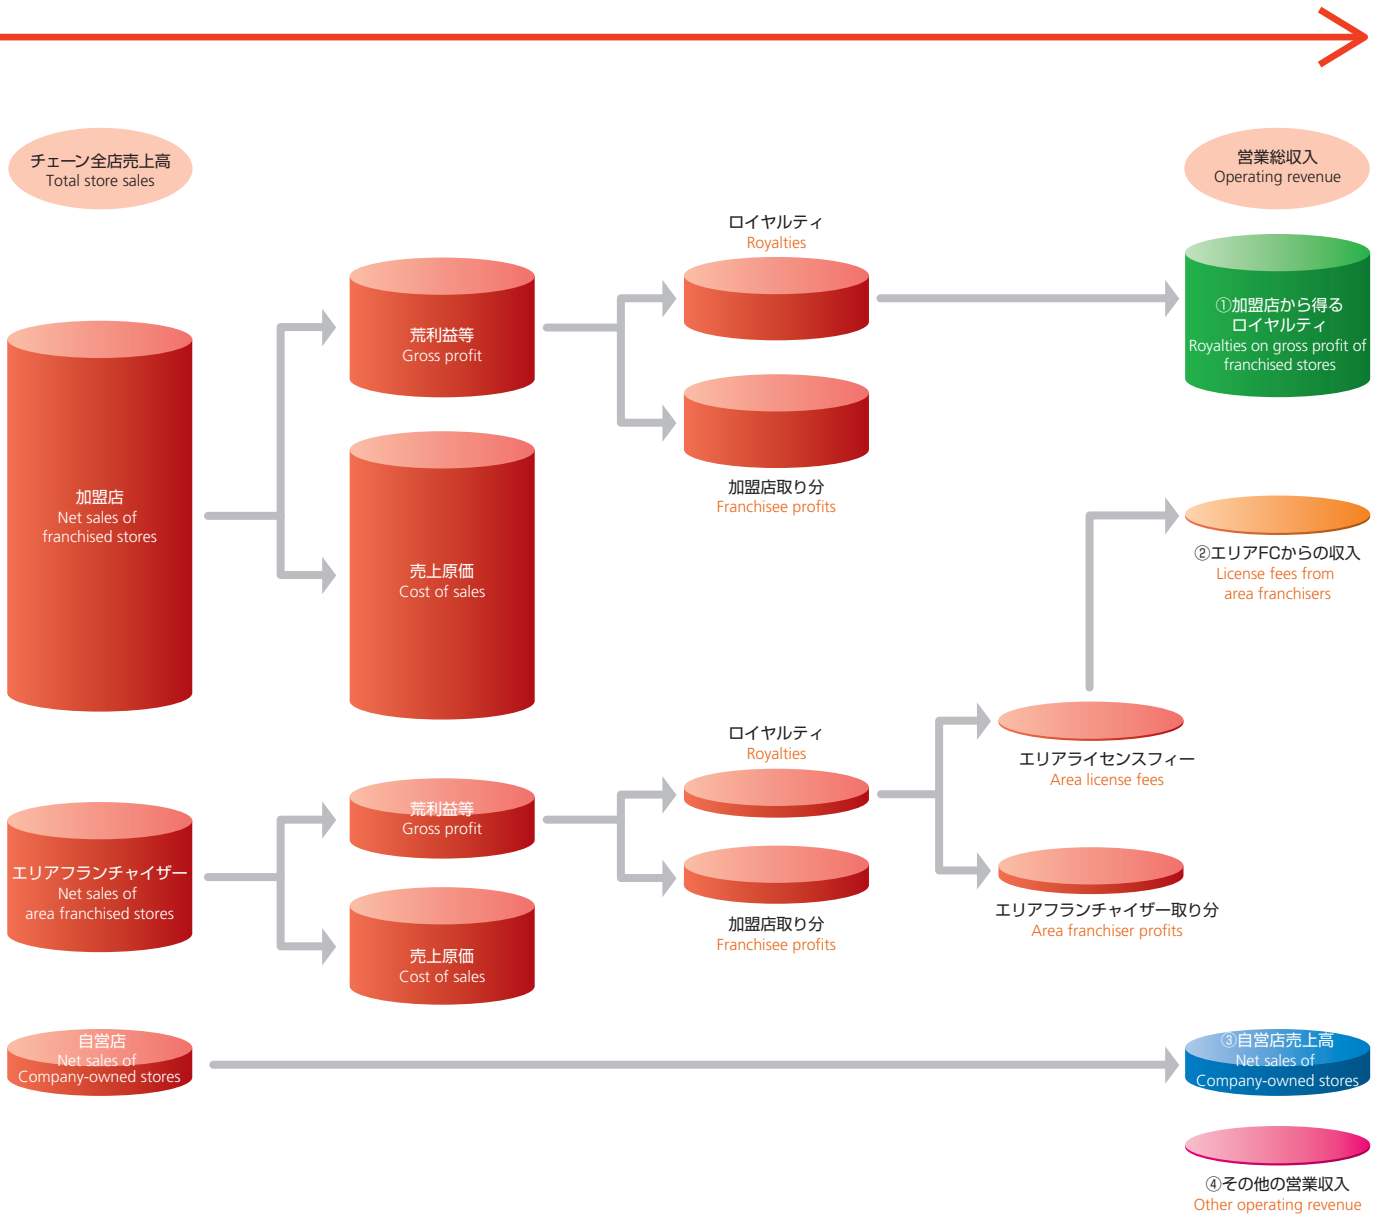 チェーン全店売上高
Total store sales
営業総収入
Operating revenue
ロイヤルティ
Royalties
①加盟店から得る
ロイヤルティ
Royalties on gross profit of
franchised stores
荒利益等
Gross profit
加盟店取り分
Franchisee profits
加盟店
Net sales of
franchised stores
売上原価
Cost of sales
②エリアFCからの収入
License fees from
area franchisers
ロイヤルティ
Royalties
エリアライセンスフィー
Area license fees
荒利益等
Gross profit
エリアフランチャイザー
Net sales of
area franchised stores
加盟店取り分
Franchisee profits
エリアフランチャイザー取り分
Area franchiser profits
売上原価
Cost of sales
自営店
Net sales of
Company-owned stores
③自営店売上高
Net sales of
Company-owned stores
④その他の営業収入
Other operating revenue